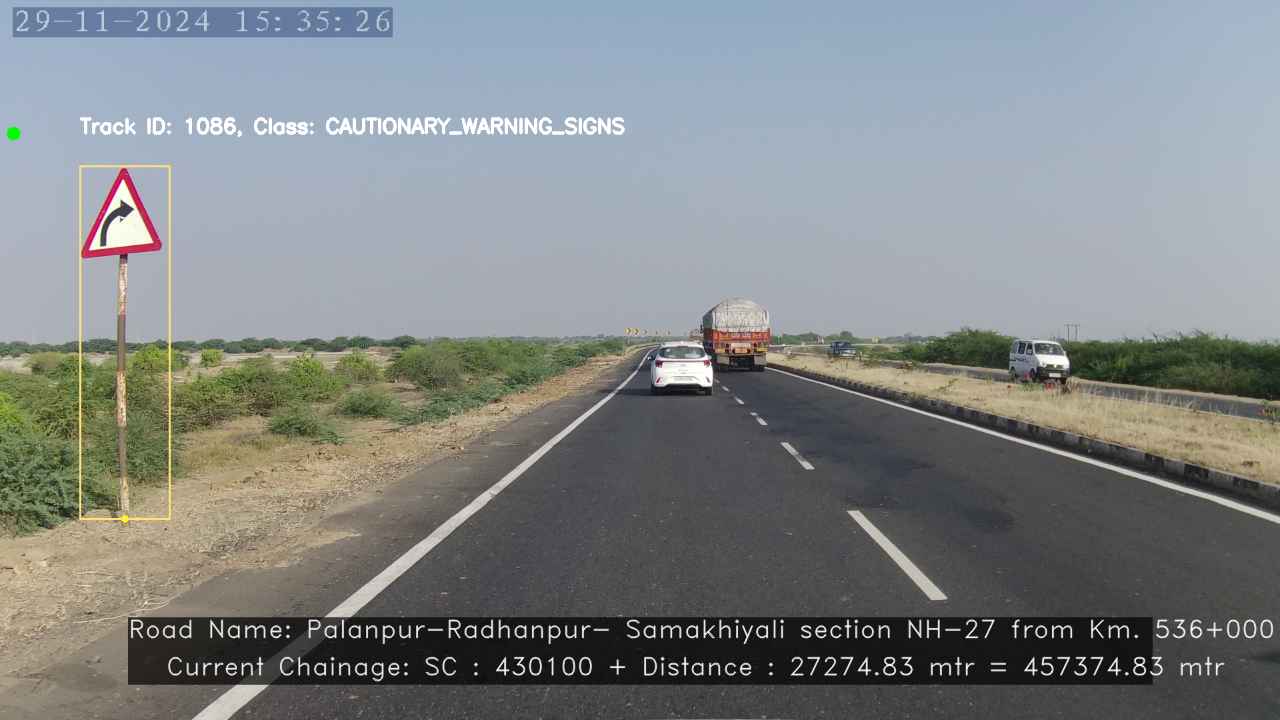 29-11-2024 15:35:26
Track ID: 1086, Class: CAUTIONARY_WARNING_SIGNS
Road Name: Palanpur-Radhanpur- Samakhiyali section NH-27 from Km. 536+000
Current Chainage: SC : 430100 + Distance : 27274.83 mtr = 457374.83 mtr